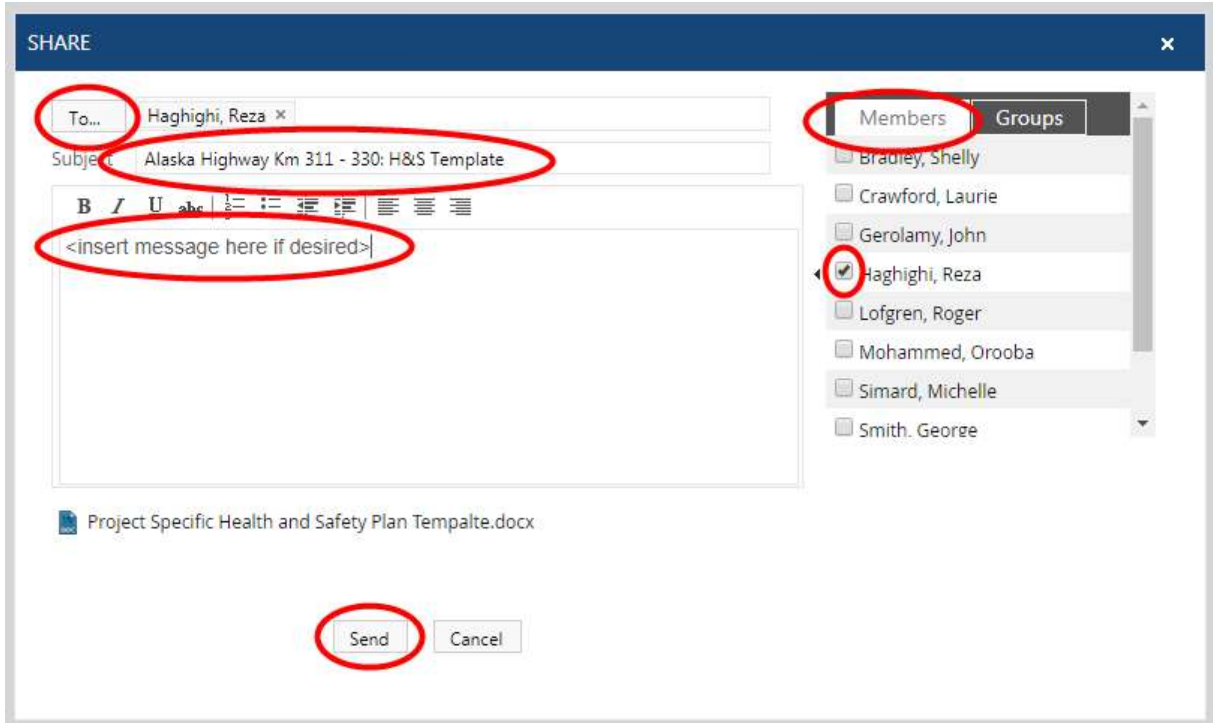 SHARE ×
To... Haghighi, Reza ×
Subject Alaska Highway Km 311 - 330: H&S Template
B I U abc
<insert message here if desired>
Project Specific Health and Safety Plan Tempalte.docx
Send Cancel
Members Groups
Bradley, Shelly
Crawford, Laurie
Gerolamy, John
Haghighi, Reza
Lofgren, Roger
Mohammed, Orooba
Simard, Michelle
Smith, George